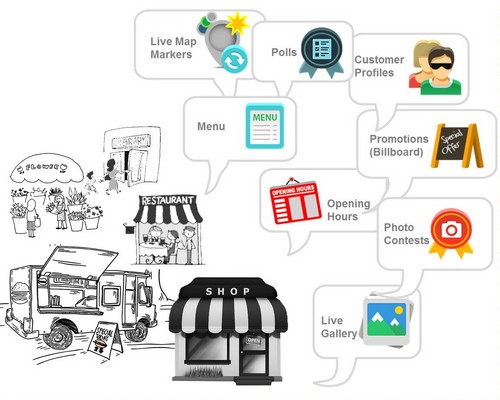 Live Map
Markers
Polls
Customer
Profiles
Menu
MENU
Promotions
(Billboard)
Special
Offer
OPENING HOURS
Opening
Hours
Photo
Contests
Live
Gallery
FLOWER
RESTAURANT
SHOP
OPEN
SPECIAL